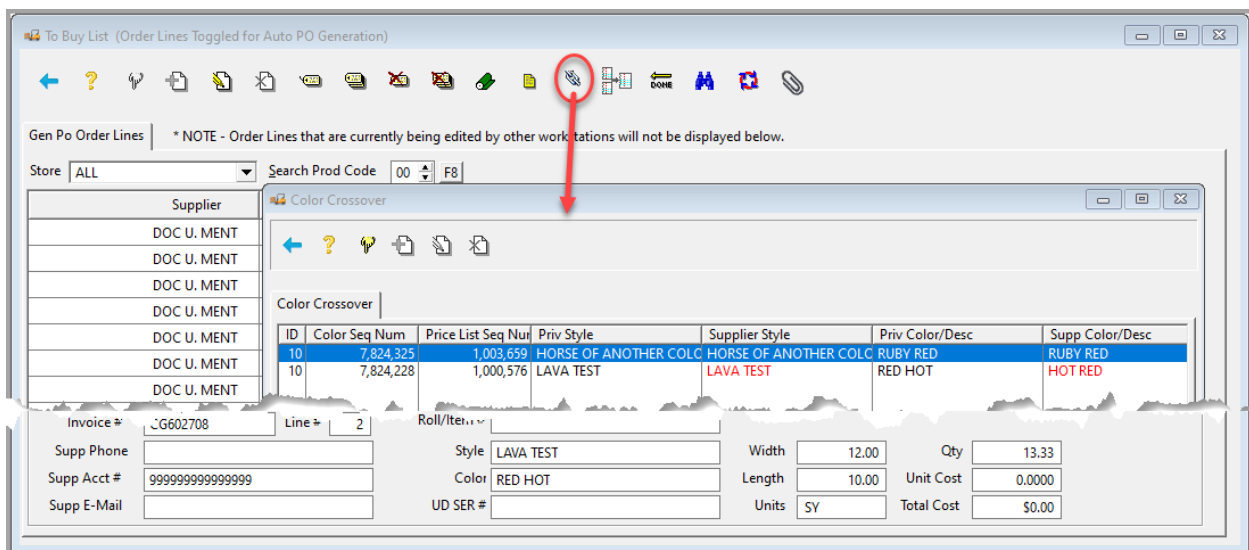 To Buy List (Order Lines Toggled for Auto PO Generation)
DONE
Gen Po Order Lines
* NOTE - Order Lines that are currently being edited by other workstations will not be displayed below.
Store ALL Search Prod Code 00 F8
Supplier
DOC U. MENT
DOC U. MENT
DOC U. MENT
DOC U. MENT
DOC U. MENT
DOC U. MENT
DOC U. MENT
Color Crossover
Color Crossover
ID Color Seq Num Price List Seq Nur Priv Style Supplier Style Priv Color/Desc Supp Color/Desc
10 7,824,325 1,003,659 HORSE OF ANOTHER COLO HORSE OF ANOTHER COLO RUBY RED RUBY RED
10 7,824,228 1,000,576 LAVA TEST LAVA TEST RED HOT HOT RED
Invoice # CG602708 Line # 2
Supp Phone Style LAVA TEST Width 12.00 Qty 13.33
Supp Acct # 99999999999999 Color RED HOT Length 10.00 Unit Cost 0.0000
Supp E-Mail UD SER # Units SY Total Cost $0.00